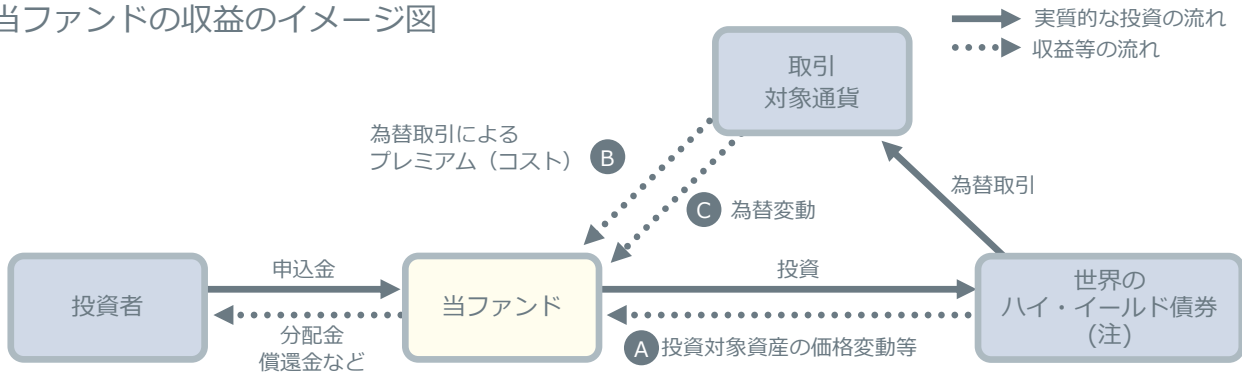 当ファンドの収益のイメージ図
実質的な投資の流れ
収益等の流れ
取引
対象通貨
為替取引による
プレミアム（コスト）
B
C
為替変動
為替取引
投資者
申込金
分配金
償還金など
当ファンド
投資
A
投資対象資産の価格変動等
世界の
ハイ・イールド債券
(注)